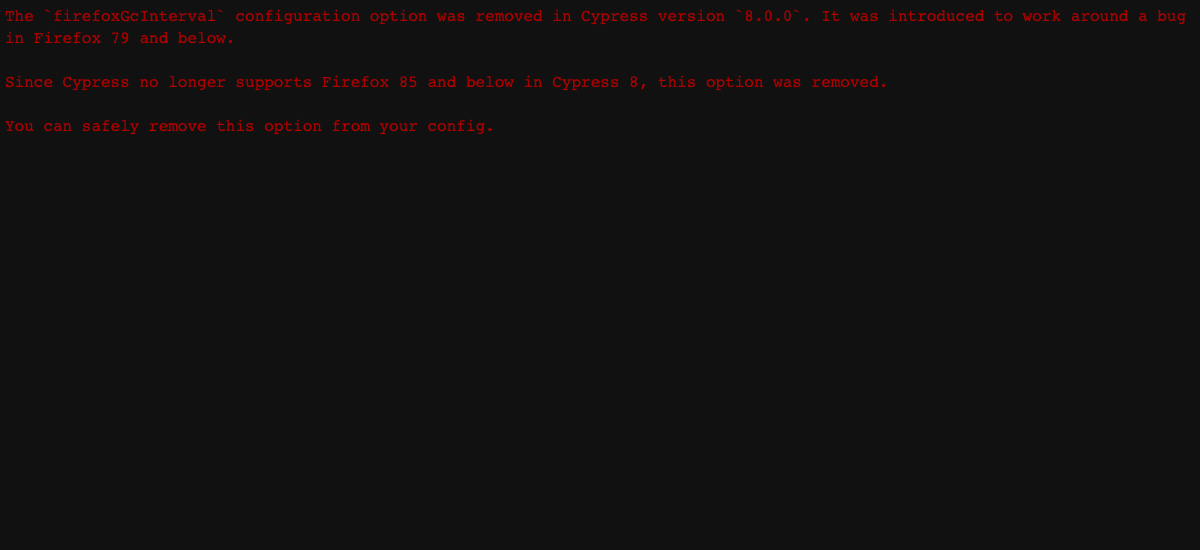 The `firefoxGcInterval` configuration option was removed in Cypress version `8.0.0`. It was introduced to work around a bug
in Firefox 79 and below.
Since Cypress no longer supports Firefox 85 and below in Cypress 8, this option was removed.
You can safely remove this option from your config.